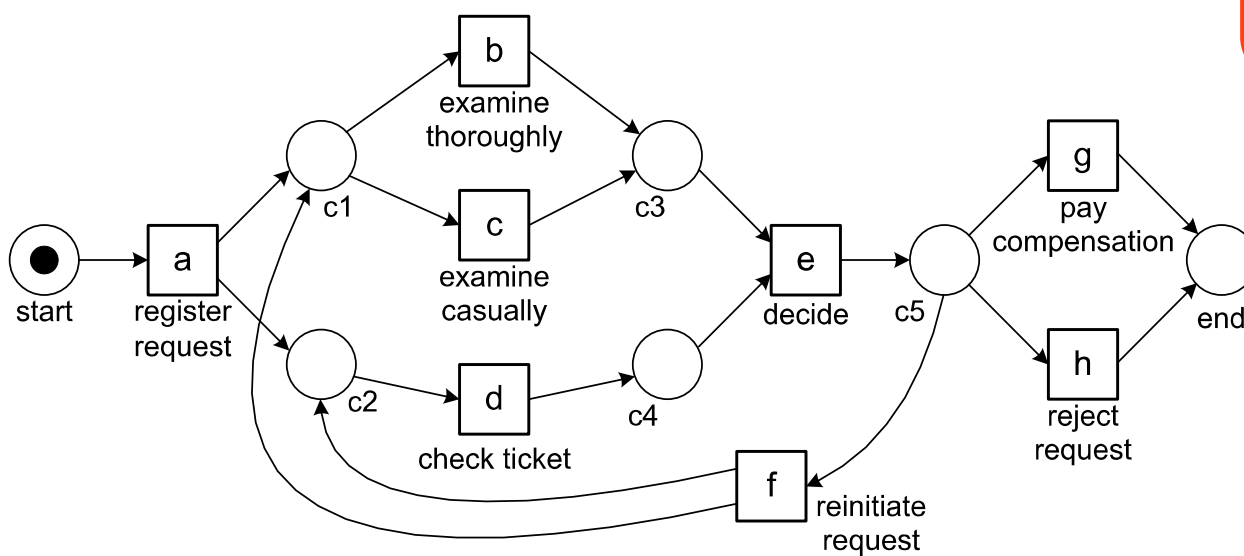 b
examine
thoroughly
c1
c
examine
casually
c3
start
a
register
request
c2
d
check ticket
c4
e
decide
c5
g
pay
compensation
h
reject
request
end
f
reinitiate
request